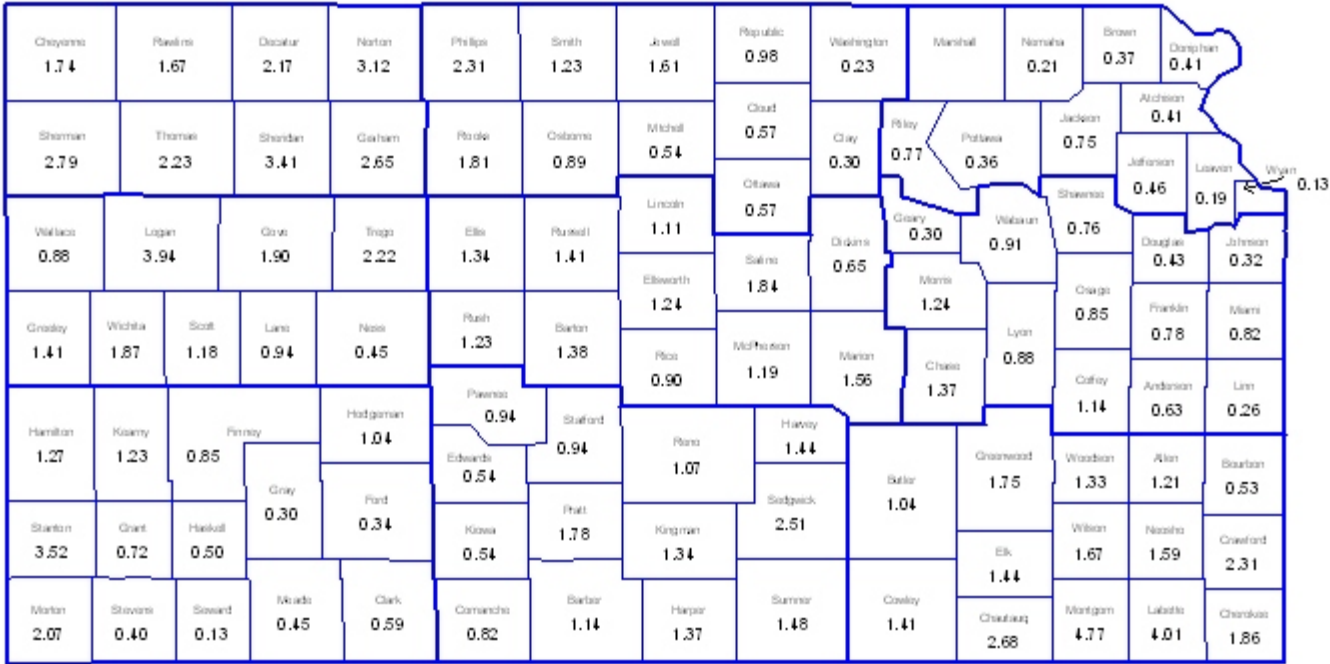 Cheyenne
1.74
Rawlins
1.67
Decatur
2.17
Norton
3.12
Phillips
2.31
Smith
1.23
Jewell
1.61
Republic
0.98
Washington
0.23
Marshall
Nemaha
0.21
Brown
0.37
Doniphan
0.41
Sherman
2.79
Thomas
2.23
Sheridan
3.41
Graham
2.65
Rooks
1.81
Osborne
0.89
Mitchell
0.54
Cloud
0.57
Clay
0.30
Riley
0.77
Pottawa
0.36
Jackson
0.75
Atchison
0.41
Jefferson
0.46
Leaven
0.19
Wyan
0.13
Wallace
0.88
Logan
3.94
Gove
1.90
Trego
2.22
Ellis
1.34
Russell
1.41
Lincoln
1.11
Ottawa
0.57
Dickins
0.65
Geary
0.30
Wabaun
0.91
Shawnee
0.76
Douglas
0.43
Johnson
0.32
Ellsworth
1.24
Saline
1.84
Morris
1.24
Osage
0.85
Franklin
0.78
Miami
0.82
Greeley
1.41
Wichita
1.87
Scott
1.18
Lane
0.94
Ness
0.45
Rush
1.23
Barton
1.38
Rice
0.90
McPherson
1.19
Marion
1.56
Chase
1.37
Lyon
0.88
Coffey
1.14
Anderson
0.63
Linn
0.26
Hamilton
1.27
Kearny
1.23
Finney
0.85
Hodgeman
1.04
Pawnee
0.94
Stafford
0.94
Edwards
0.54
Reno
1.07
Harvey
1.44
Butler
1.04
Greenwood
1.75
Woodson
1.33
Allen
1.21
Bourbon
0.53
Gray
0.30
Ford
0.34
Sedgwick
2.51
Stanton
3.52
Grant
0.72
Haskell
0.50
Kiowa
0.54
Pratt
1.78
Kingman
1.34
Elk
1.44
Wilson
1.67
Neosho
1.59
Crawford
2.31
Morton
2.07
Stevens
0.40
Seward
0.13
Meade
0.45
Clark
0.59
Comanche
0.82
Barber
1.14
Harper
1.37
Sumner
1.48
Cowley
1.41
Chautauq
2.68
Montgom
4.77
Labette
4.01
Cherokee
1.86